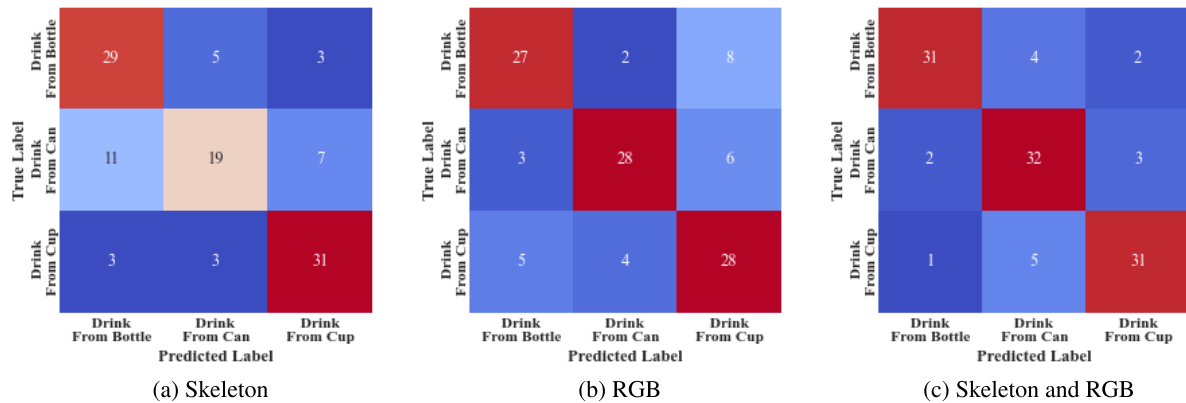 True Label
Drink
From Bottle
Drink
From Can
Drink
From Cup
29 5 3
11 19 7
3 3 31
Drink
From Bottle
Drink
From Can
Drink
From Cup
Predicted Label
(a) Skeleton
True Label
Drink
From Bottle
Drink
From Can
Drink
From Cup
27 2 8
3 28 6
5 4 28
Drink
From Bottle
Drink
From Can
Drink
From Cup
Predicted Label
(b) RGB
True Label
Drink
From Bottle
Drink
From Can
Drink
From Cup
31 4 2
2 32 3
1 5 31
Drink
From Bottle
Drink
From Can
Drink
From Cup
Predicted Label
(c) Skeleton and RGB